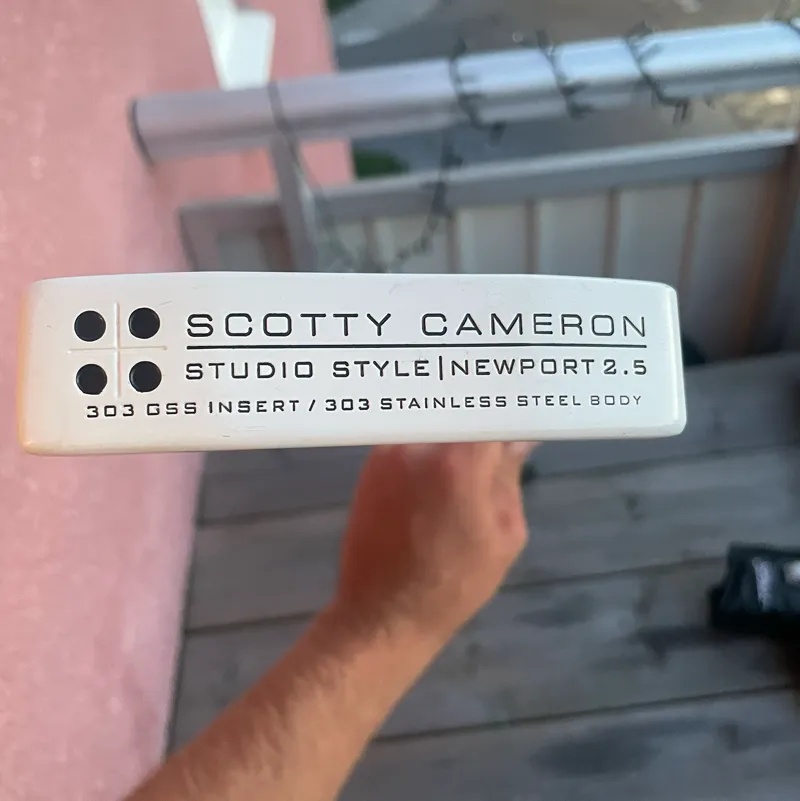 SCOTTY CAMERON
STUDIO STYLE|NEWPORT 2.5
303 GSS INSERT / 303 STAINLESS STEEL BODY